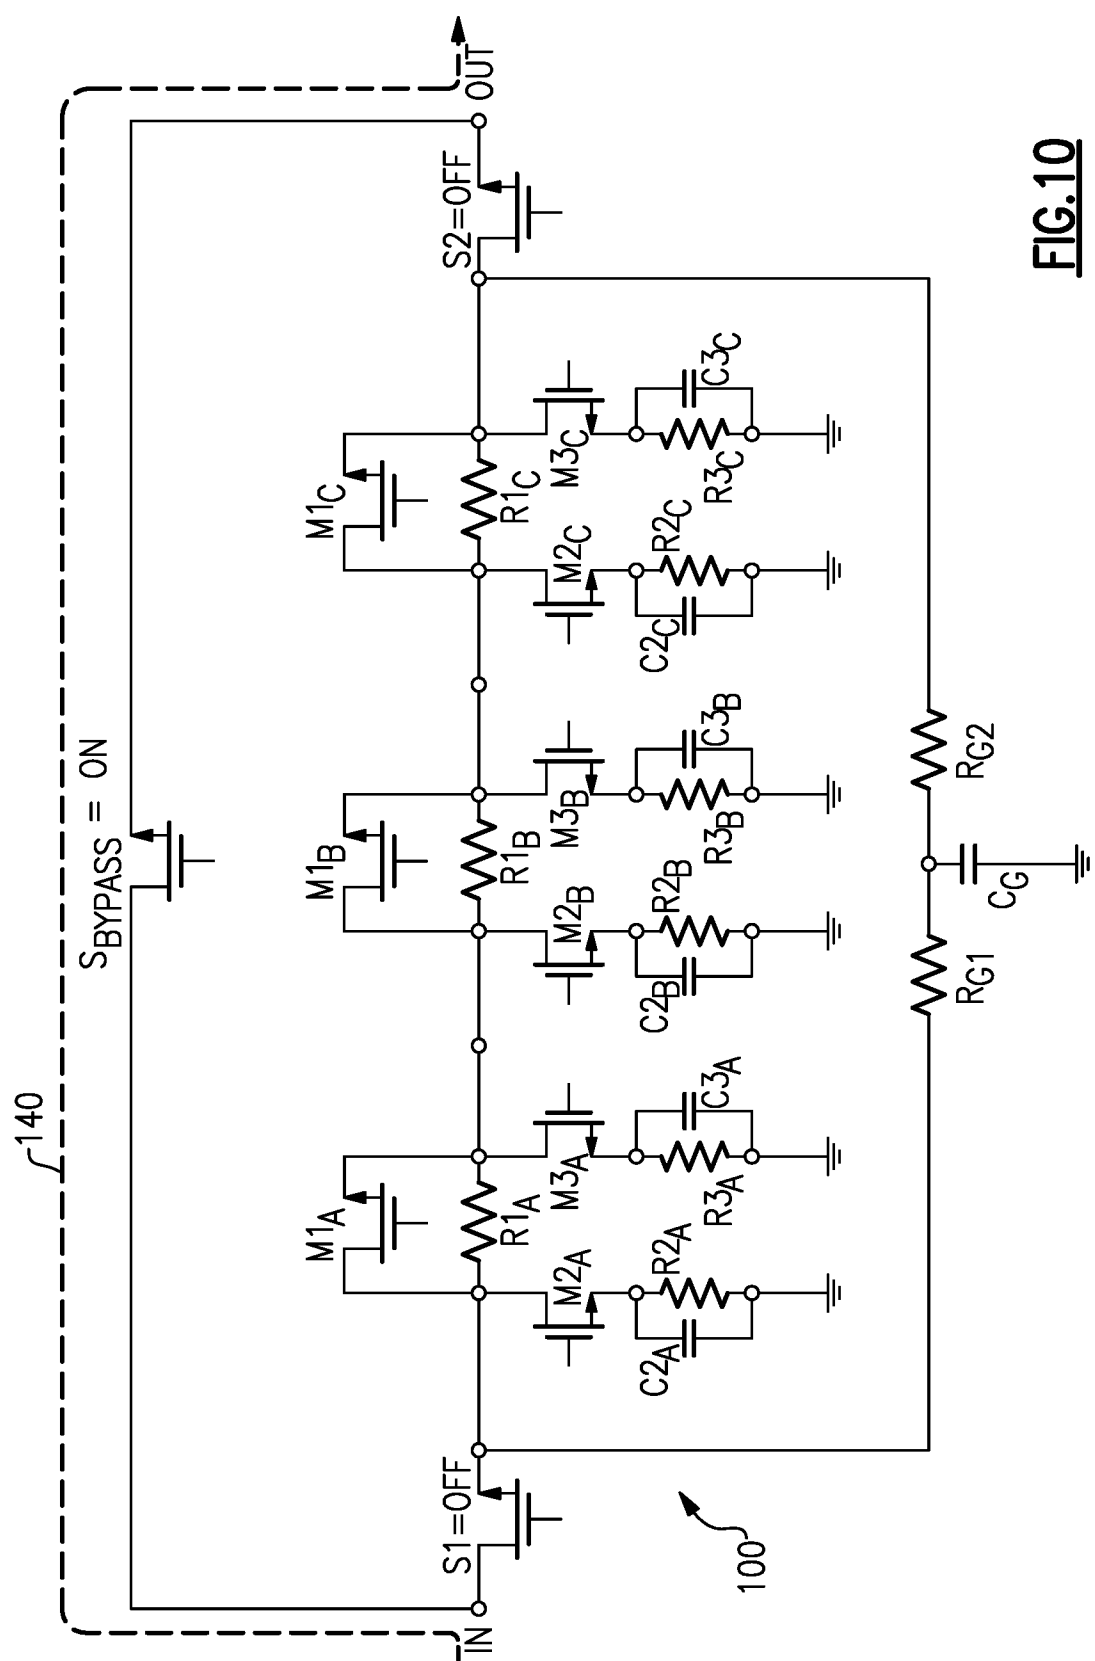 140
SBYPASS = ON
IN
S1=OFF
S2=OFF
OUT
M1A
M1B
M1C
R1A
R1B
R1C
M2A
M3A
M2B
M3B
M2C
M3C
C2A
R2A
R3A
C3A
C2B
R2B
R3B
C3B
C2C
R2C
R3C
C3C
100
RG1
RG2
CG
FIG.10